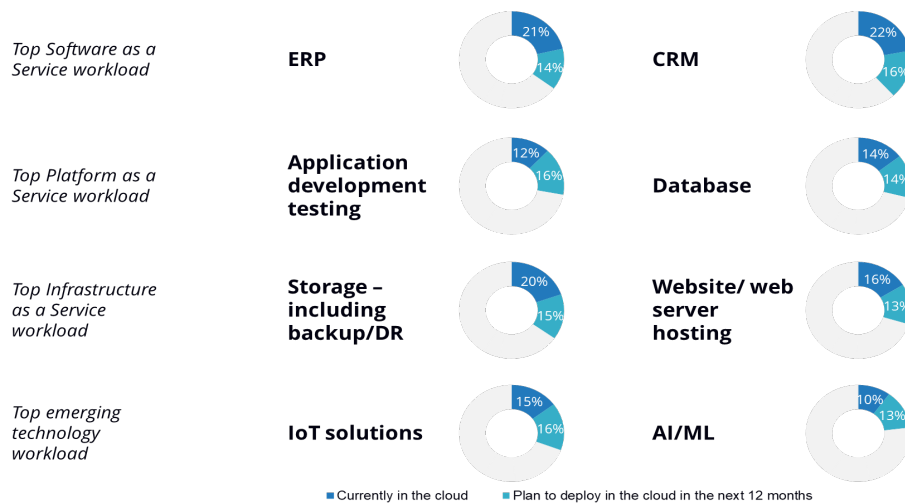 Top Software as a
Service workload
ERP
21%
14%
CRM
22%
16%
Top Platform as a
Service workload
Application
development
testing
12%
16%
Database
14%
14%
Top Infrastructure
as a Service
workload
Storage –
including
backup/DR
20%
15%
Website/ web
server
hosting
16%
13%
Top emerging
technology
workload
IoT solutions
15%
16%
AI/ML
10%
13%
Currently in the cloud
Plan to deploy in the cloud in the next 12 months